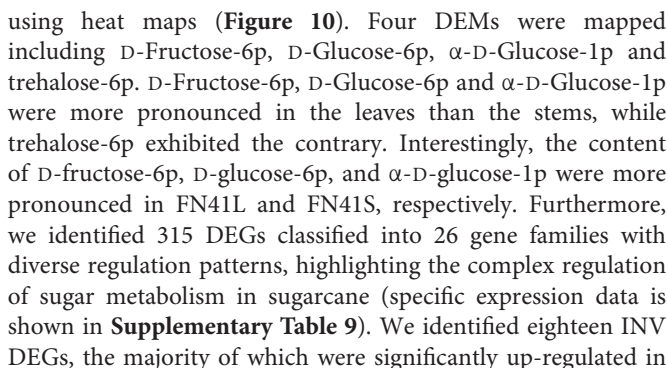 using heat maps (Figure 10). Four DEMs were mapped
including D-Fructose-6p, D-Glucose-6p, α-D-Glucose-1p and
trehalose-6p. D-Fructose-6p, D-Glucose-6p and α-D-Glucose-1p
were more pronounced in the leaves than the stems, while
trehalose-6p exhibited the contrary. Interestingly, the content
of D-fructose-6p, D-glucose-6p, and α-D-glucose-1p were more
pronounced in FN41L and FN41S, respectively. Furthermore,
we identified 315 DEGs classified into 26 gene families with
diverse regulation patterns, highlighting the complex regulation
of sugar metabolism in sugarcane (specific expression data is
shown in Supplementary Table 9). We identified eighteen INV
DEGs, the majority of which were significantly up-regulated in